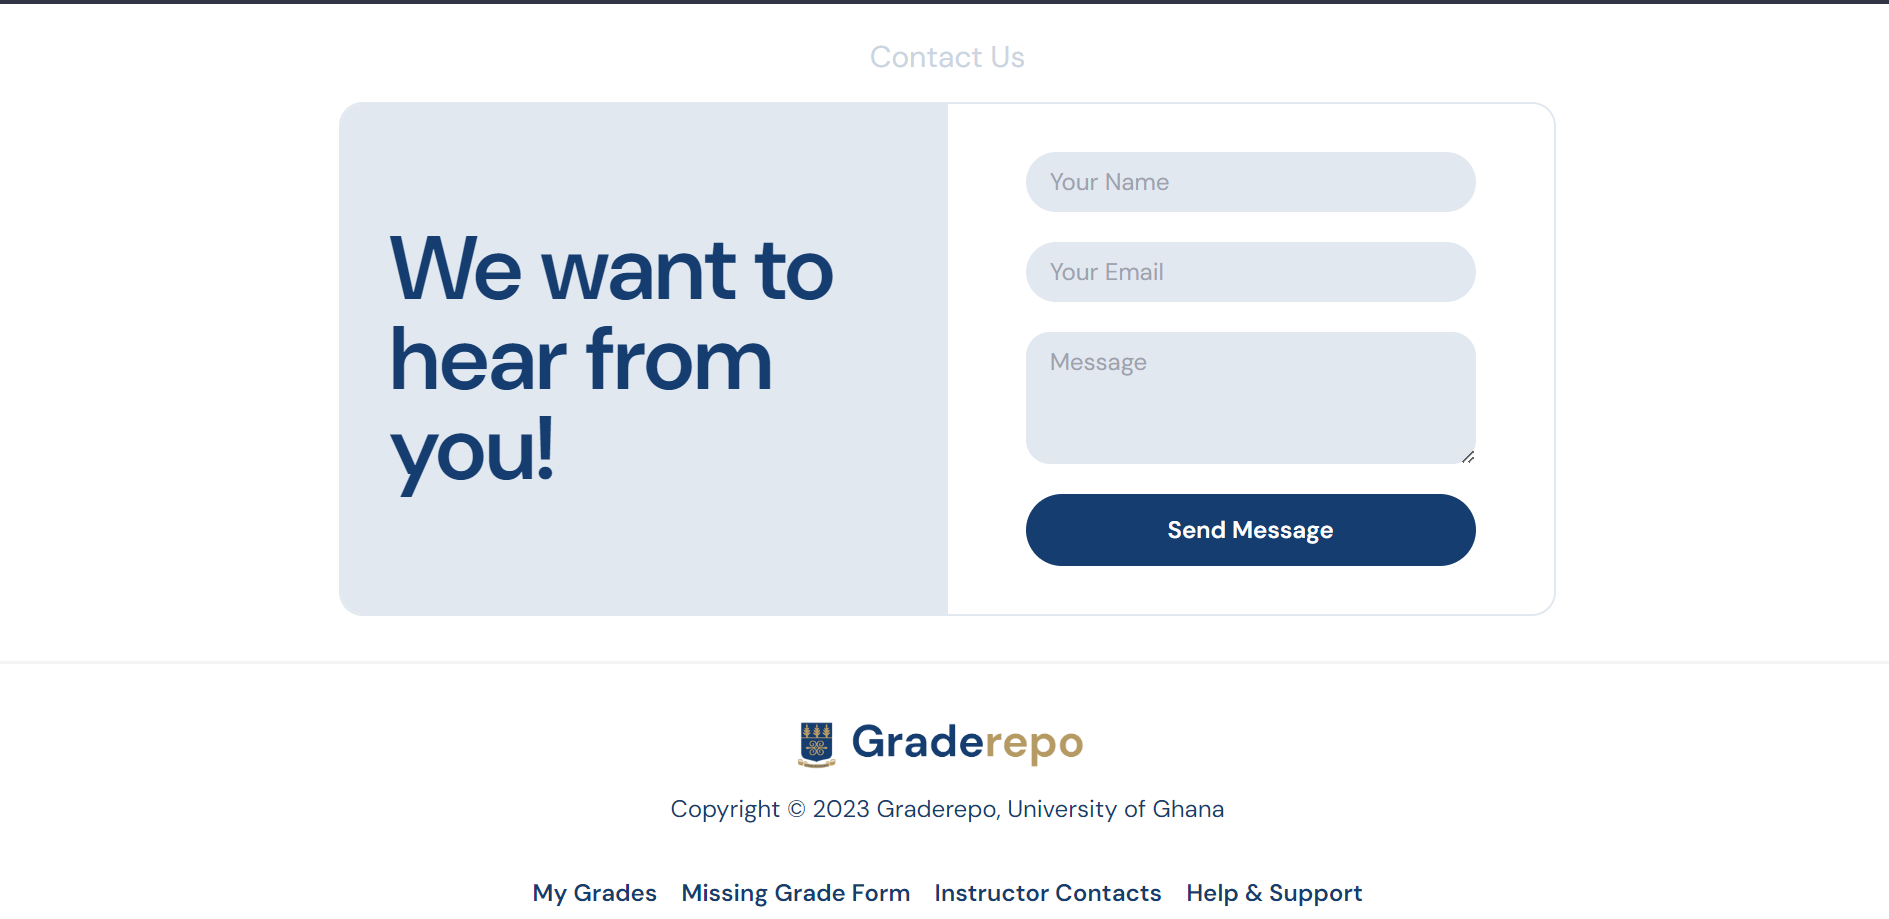 Contact Us
We want to
hear from
you!
Your Name
Your Email
Message
Send Message
Graderepo
Copyright © 2023 Graderepo, University of Ghana
My Grades Missing Grade Form Instructor Contacts Help & Support